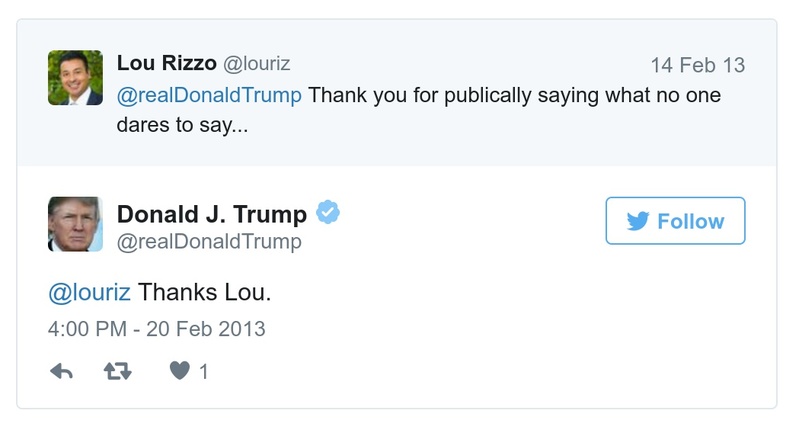 Lou Rizzo @louriz 14 Feb 13
@realDonaldTrump Thank you for publically saying what no one
dares to say...
Donald J. Trump
@realDonaldTrump
Follow
@louriz Thanks Lou.
4:00 PM - 20 Feb 2013
1